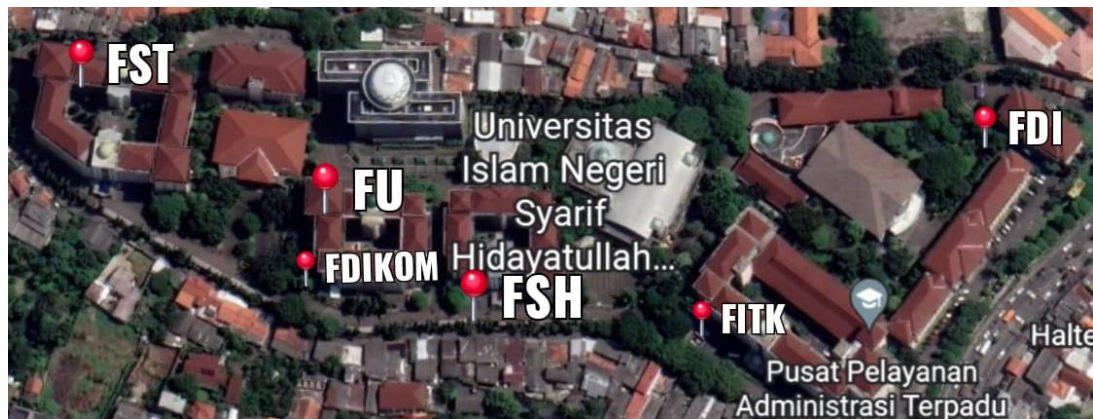 FST
FDI
Universitas
Islam Negeri
Syarif
Hidayatullah...
FU
FDIKOM
FSH
FITK
Halte
Pusat Pelayanan
Administrasi Terpadu